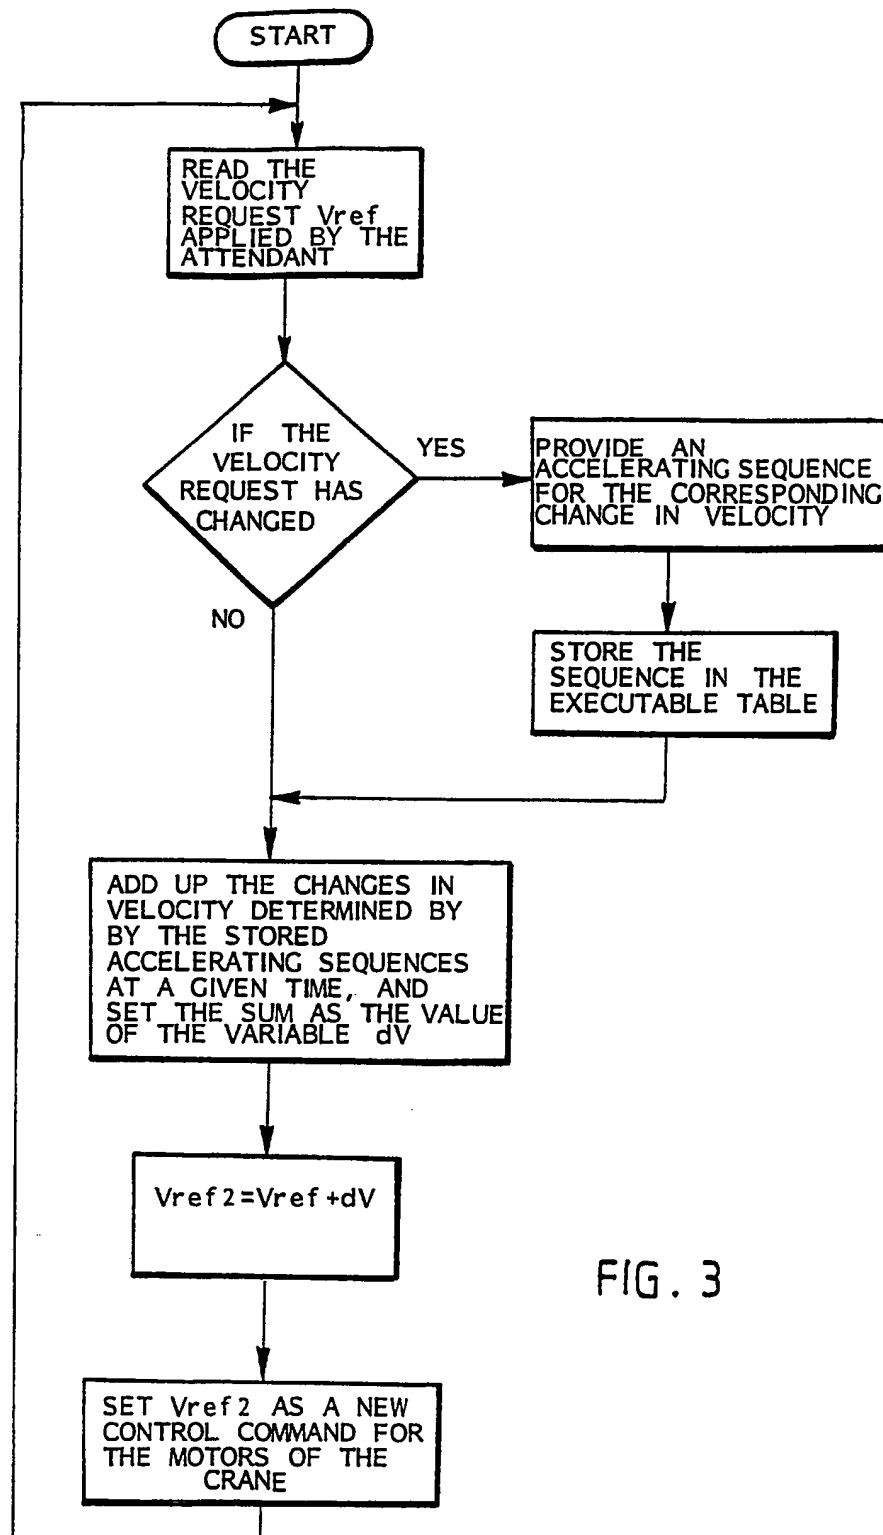 START
READ THE
VELOCITY
REQUEST Vref
APPLIED BY THE
ATTENDANT
IF THE
VELOCITY
REQUEST HAS
CHANGED
YES
NO
PROVIDE AN
ACCELERATING SEQUENCE
FOR THE CORRESPONDING
CHANGE IN VELOCITY
STORE THE
SEQUENCE IN THE
EXECUTABLE TABLE
ADD UP THE CHANGES IN
VELOCITY DETERMINED BY
BY THE STORED
ACCELERATING SEQUENCES
AT A GIVEN TIME, AND
SET THE SUM AS THE VALUE
OF THE VARIABLE dV
Vref2=Vref+dV
FIG. 3
SET Vref2 AS A NEW
CONTROL COMMAND FOR
THE MOTORS OF THE
CRANE